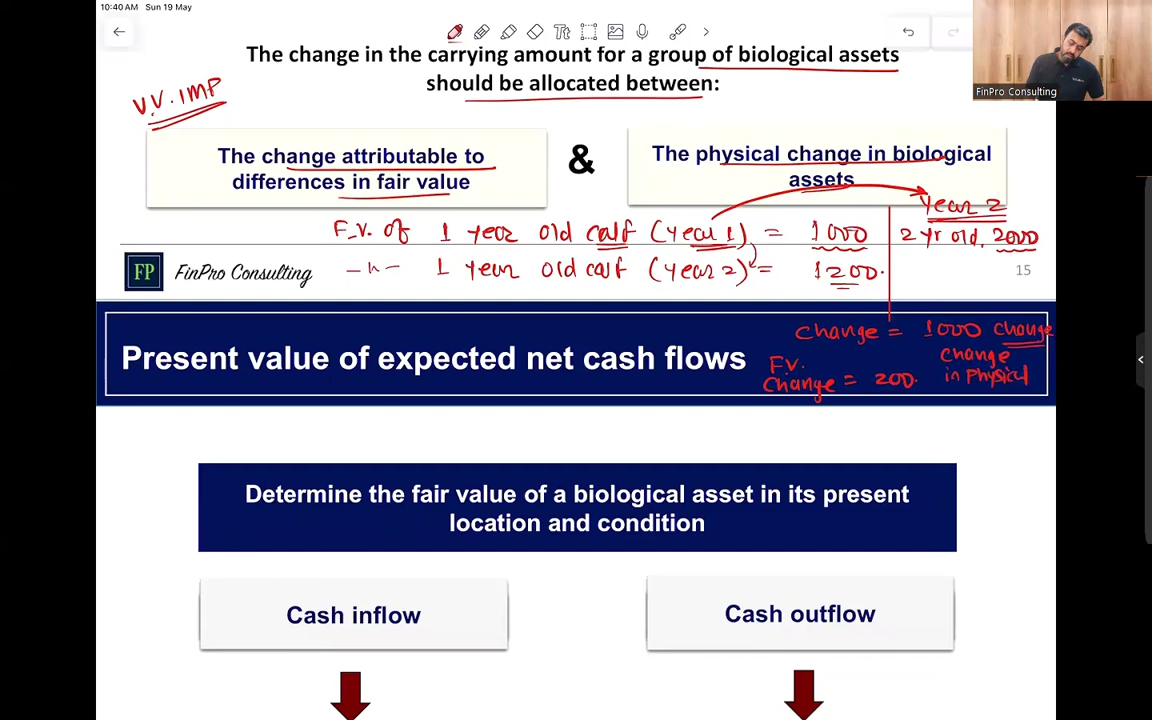 10:40 AM Sun 19 May
Tt
The change in the carrying amount for a group of biological assets
should be allocated between:
V.V. IMP
FinPro Consulting
The change attributable to
differences in fair value
&
The physical change in biological
assets
Year 2
F.V. of 1 year old calf (Year 1) = 1000
2 yr old. 2000
-"- 1 year old calf (Year 2) = 1200.
FP FinPro Consulting
15
Present value of expected net cash flows
Change = 1000 change
change
in Physical
F.V.
Change = 200.
Determine the fair value of a biological asset in its present
location and condition
Cash inflow
Cash outflow